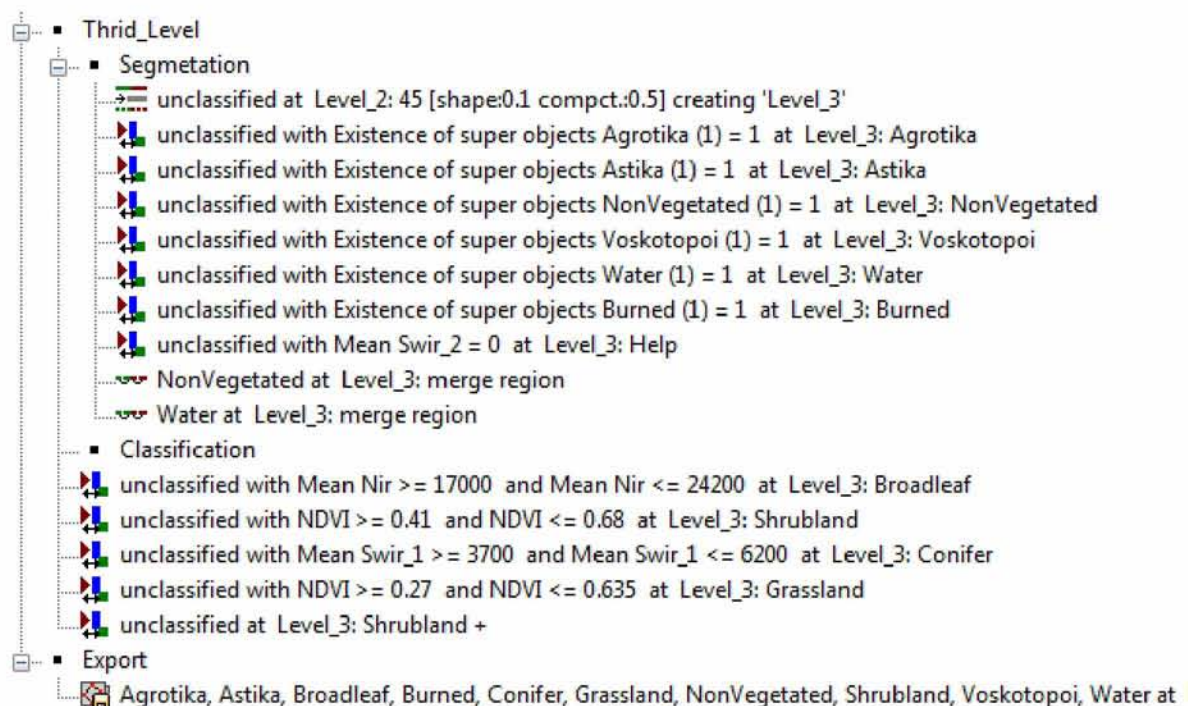 Thrid_Level
Segmetation
unclassified at Level_2: 45 [shape:0.1 compct.:0.5] creating 'Level_3'
unclassified with Existence of super objects Agrotika (1) = 1 at Level_3: Agrotika
unclassified with Existence of super objects Astika (1) = 1 at Level_3: Astika
unclassified with Existence of super objects NonVegetated (1) = 1 at Level_3: NonVegetated
unclassified with Existence of super objects Voskotopoi (1) = 1 at Level_3: Voskotopoi
unclassified with Existence of super objects Water (1) = 1 at Level_3: Water
unclassified with Existence of super objects Burned (1) = 1 at Level_3: Burned
unclassified with Mean Swir_2 = 0 at Level_3: Help
NonVegetated at Level_3: merge region
Water at Level_3: merge region
Classification
unclassified with Mean Nir >= 17000 and Mean Nir <= 24200 at Level_3: Broadleaf
unclassified with NDVI >= 0.41 and NDVI <= 0.68 at Level_3: Shrubland
unclassified with Mean Swir_1 >= 3700 and Mean Swir_1 <= 6200 at Level_3: Conifer
unclassified with NDVI >= 0.27 and NDVI <= 0.635 at Level_3: Grassland
unclassified at Level_3: Shrubland +
Export
Agrotika, Astika, Broadleaf, Burned, Conifer, Grassland, NonVegetated, Shrubland, Voskotopoi, Water at